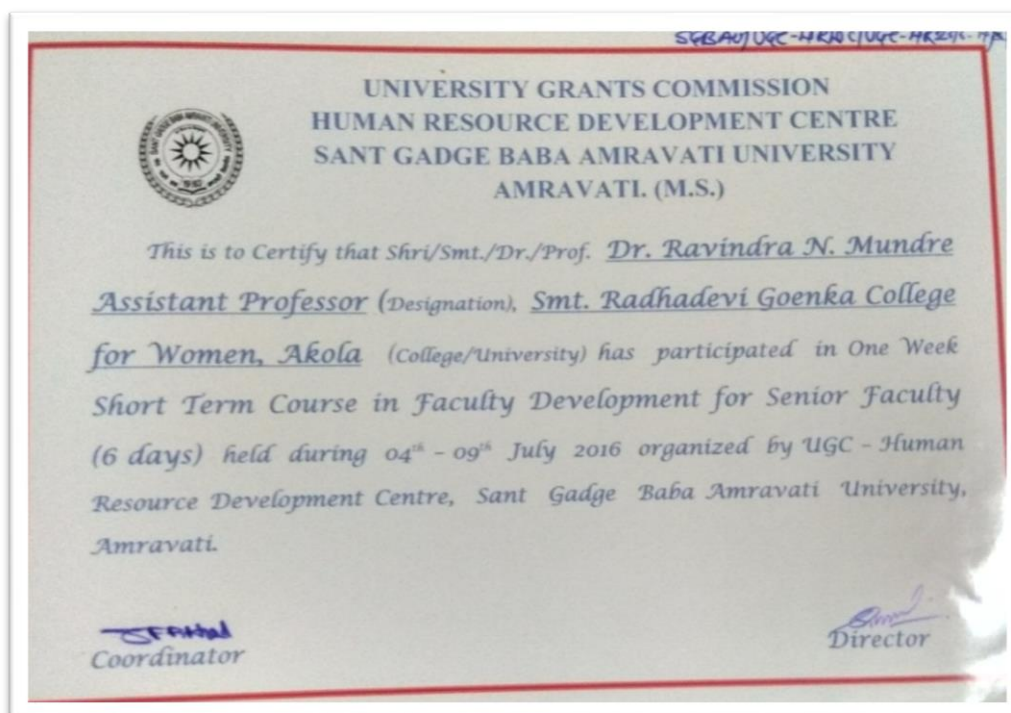 UNIVERSITY GRANTS COMMISSION
HUMAN RESOURCE DEVELOPMENT CENTRE
SANT GADGE BABA AMRAVATI UNIVERSITY
AMRAVATI. (M.S.)
This is to Certify that Shri/Smt./Dr./Prof. Dr. Ravindra N. Mundre
Assistant Professor (Designation), Smt. Radhadevi Goenka College
for Women, Akola (College/University) has participated in One Week
Short Term Course in Faculty Development for Senior Faculty
(6 days) held during 04th - 09th July 2016 organized by UGC - Human
Resource Development Centre, Sant Gadge Baba Amravati University,
Amravati.
Coordinator
Director